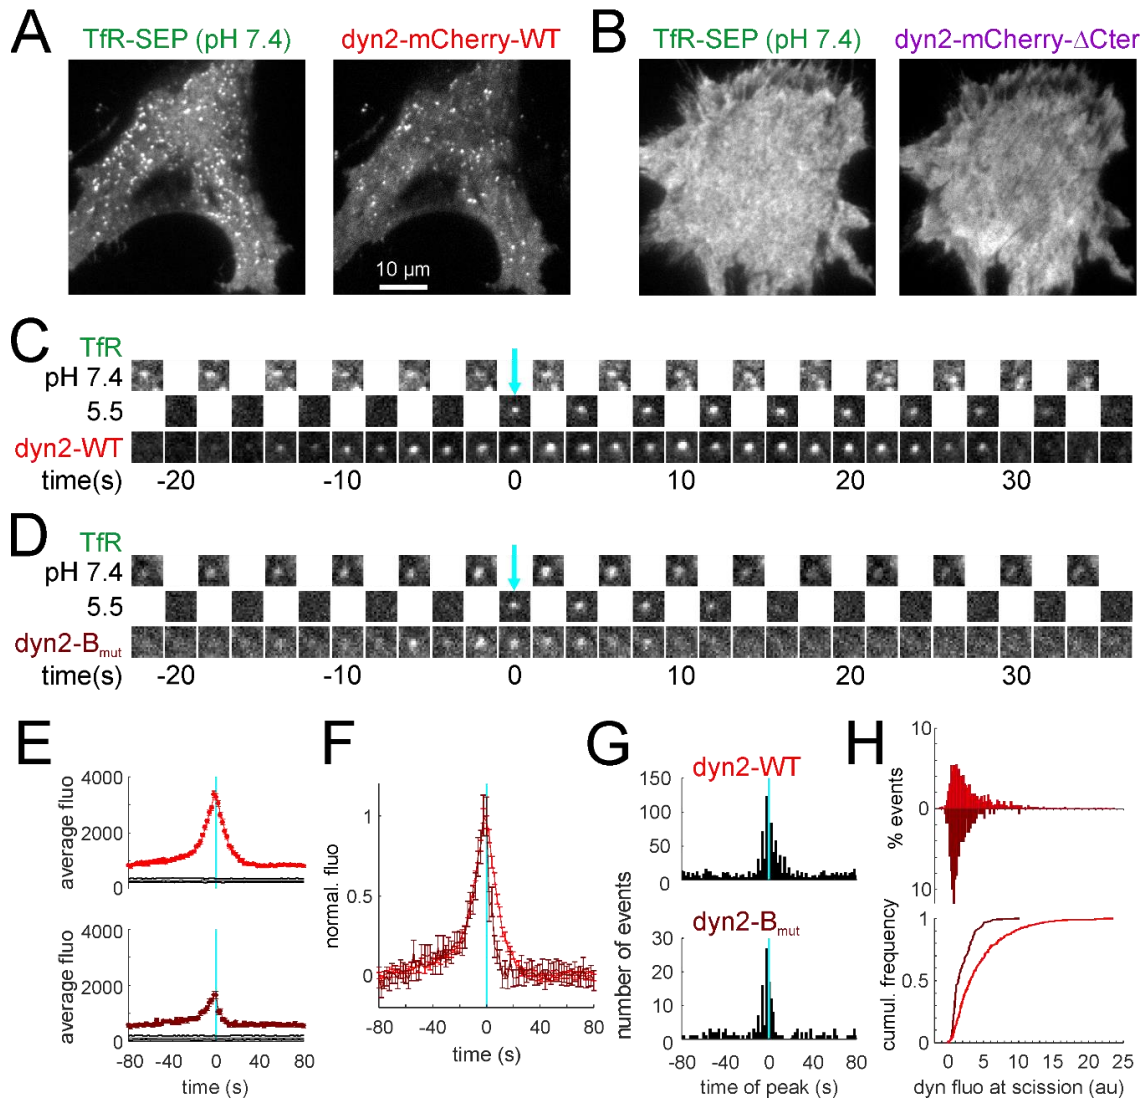 A
TfR-SEP (pH 7.4)
dyn2-mCherry-WT
10 µm
B
TfR-SEP (pH 7.4)
dyn2-mCherry-ΔCter
C
TfR
pH 7.4
5.5
dyn2-WT
time(s) -20 -10 0 10 20 30
D
TfR
pH 7.4
5.5
dyn2-Bmut
time(s) -20 -10 0 10 20 30
E
average fluo
4000
2000
0
average fluo
4000
2000
0
-80 -40 0 40 80
time (s)
F
normal. fluo
1
0.5
0
-80 -40 0 40 80
time (s)
G
number of events
dyn2-WT
150
100
50
0
dyn2-Bmut
30
20
10
0
-80 -40 0 40 80
time of peak (s)
H
% events
10
0
10
cumul. frequency
1
0.5
0
0 5 10 15 20 25
dyn fluo at scission (au)